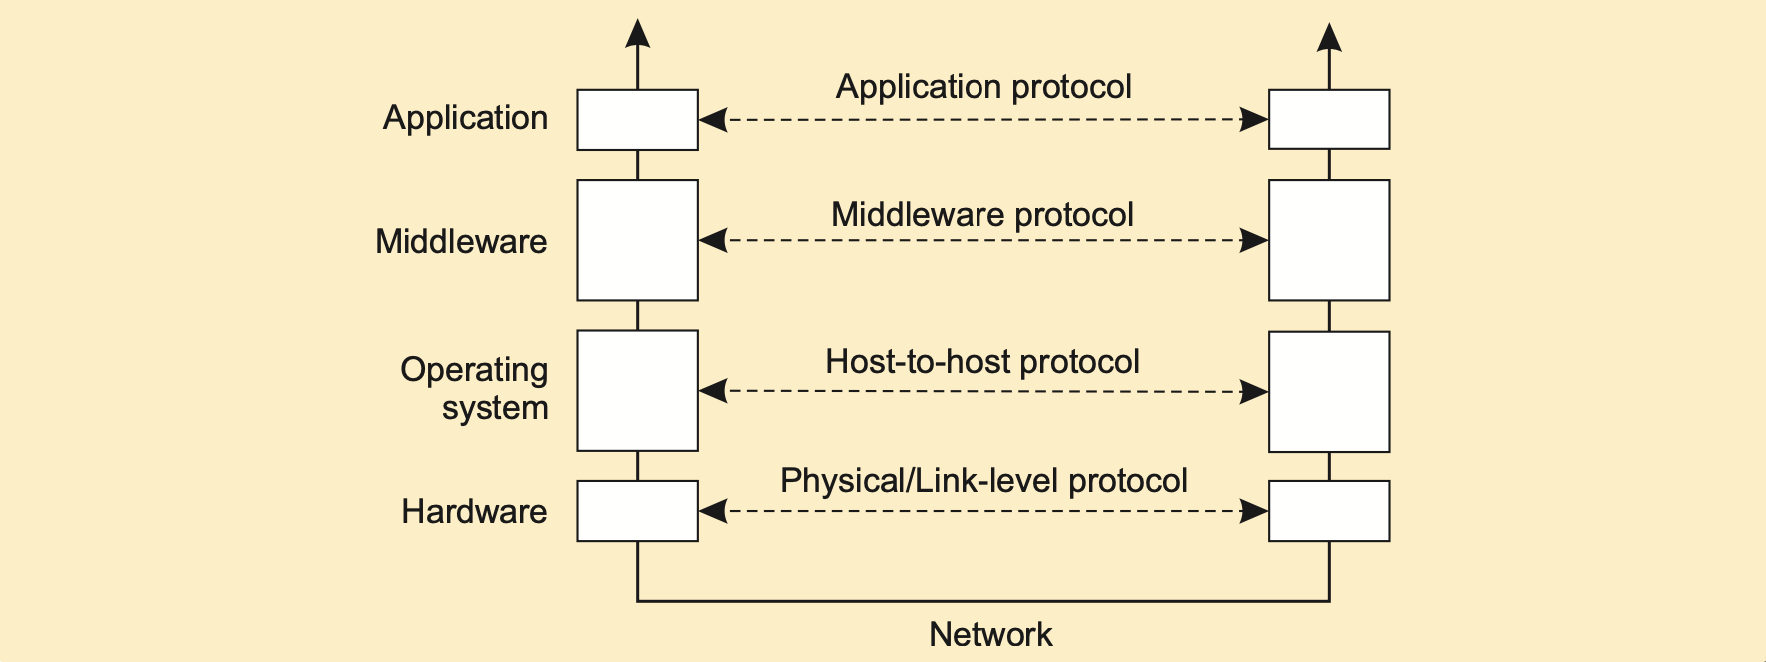 Application protocol
Application
Middleware protocol
Middleware
Host-to-host protocol
Operating
system
Physical/Link-level protocol
Hardware
Network